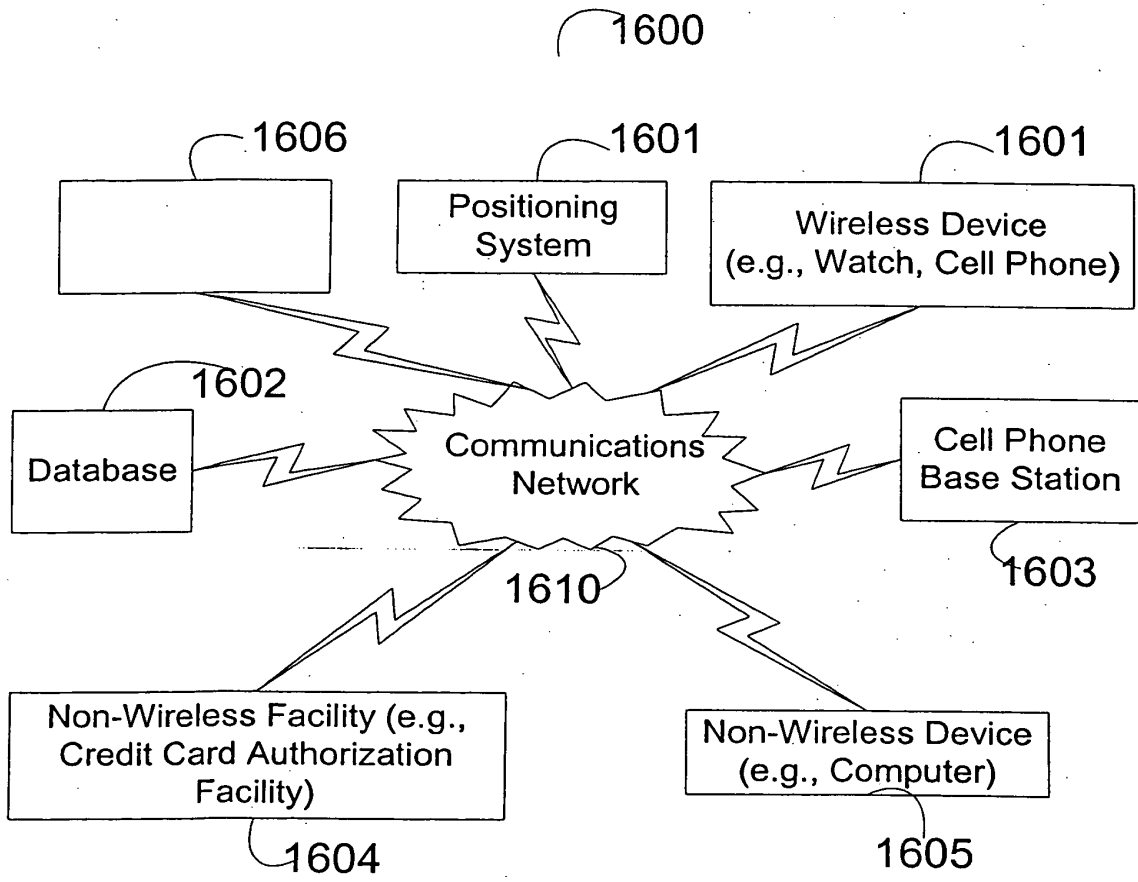 1600
1606
1601
1601
Positioning
System
Wireless Device
(e.g., Watch, Cell Phone)
1602
Database
Communications
Network
Cell Phone
Base Station
1610
1603
Non-Wireless Facility (e.g.,
Credit Card Authorization
Facility)
Non-Wireless Device
(e.g., Computer)
1604
1605